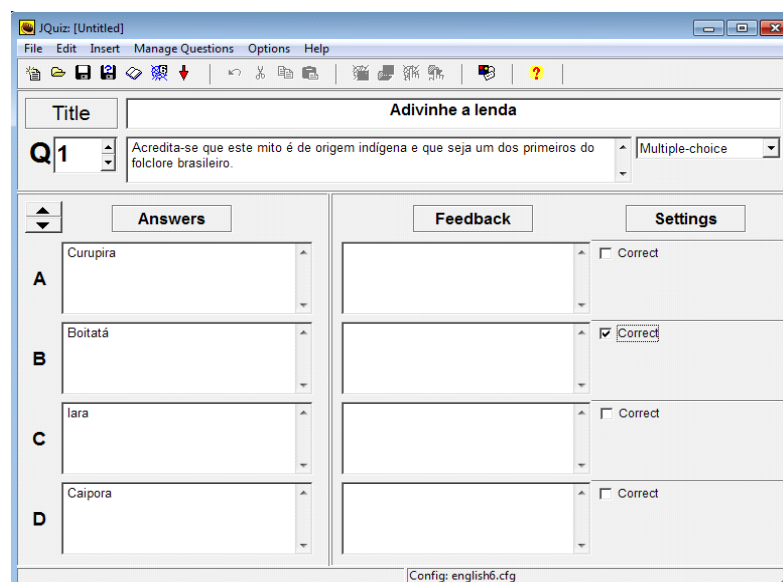 JQuiz: [Untitled]
File Edit Insert Manage Questions Options Help
Title
Adivinhe a lenda
Q 1
Acredita-se que este mito é de origem indígena e que seja um dos primeiros do
folclore brasileiro.
Multiple-choice
Answers Feedback Settings
A Curupira Correct
B Boitatá Correct
C Iara Correct
D Caipora Correct
Config: english6.cfg